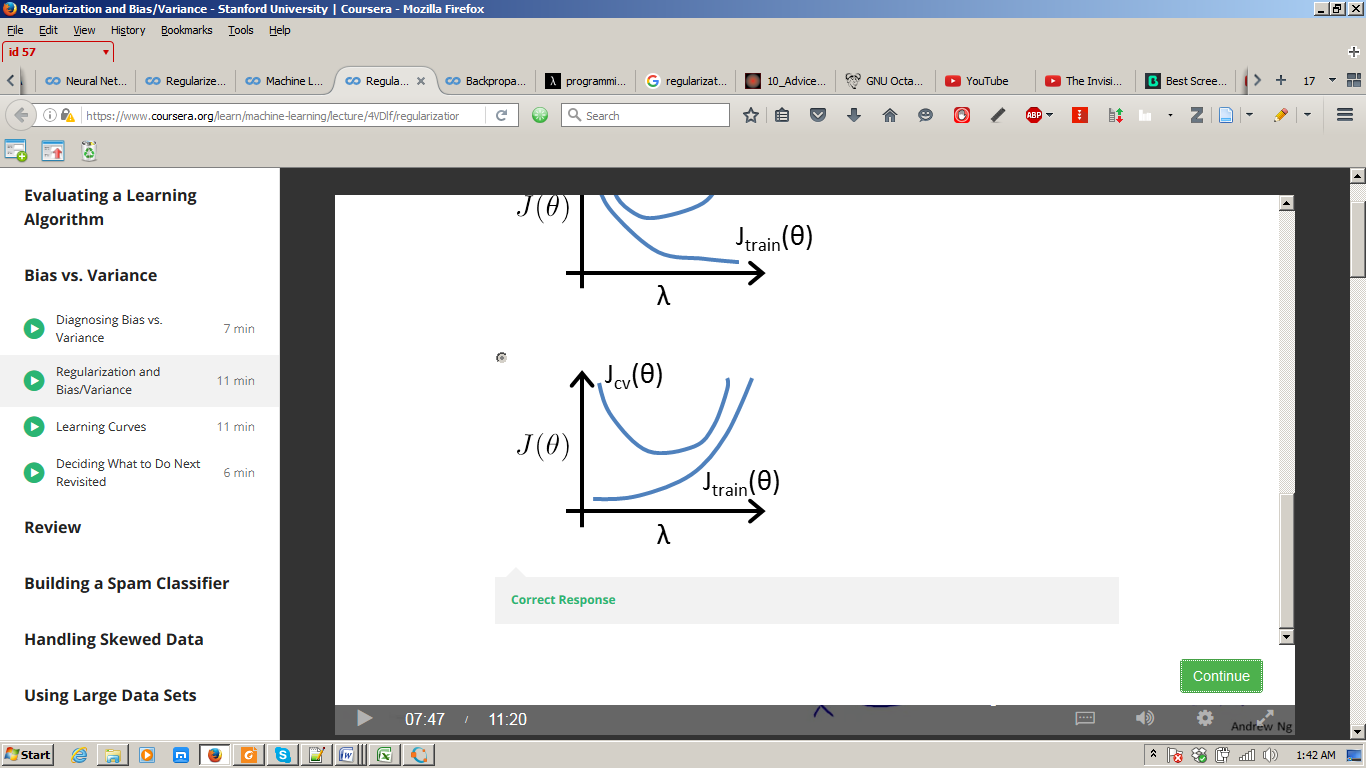 Regularization and Bias/Variance - Stanford University | Coursera - Mozilla Firefox
File Edit View History Bookmarks Tools Help
id 57
Neural Net... Regularize... Machine L... Regula... Backpropa... programmi... regularizat... 10_Advice... GNU Octa... YouTube The Invisi... Best Scree... 17
https://www.coursera.org/learn/machine-learning/lecture/4VDlf/regularizatior Search ABP
Evaluating a Learning
Algorithm
Bias vs. Variance
Diagnosing Bias vs.
Variance
7 min
Regularization and
Bias/Variance
11 min
Learning Curves 11 min
Deciding What to Do Next
Revisited
6 min
Review
Building a Spam Classifier
Handling Skewed Data
Using Large Data Sets
J(θ)
Jtrain(θ)
λ
Jcv(θ)
J(θ)
Jtrain(θ)
λ
Correct Response
Continue
07:47 / 11:20
Andrew Ng
Start 1:42 AM